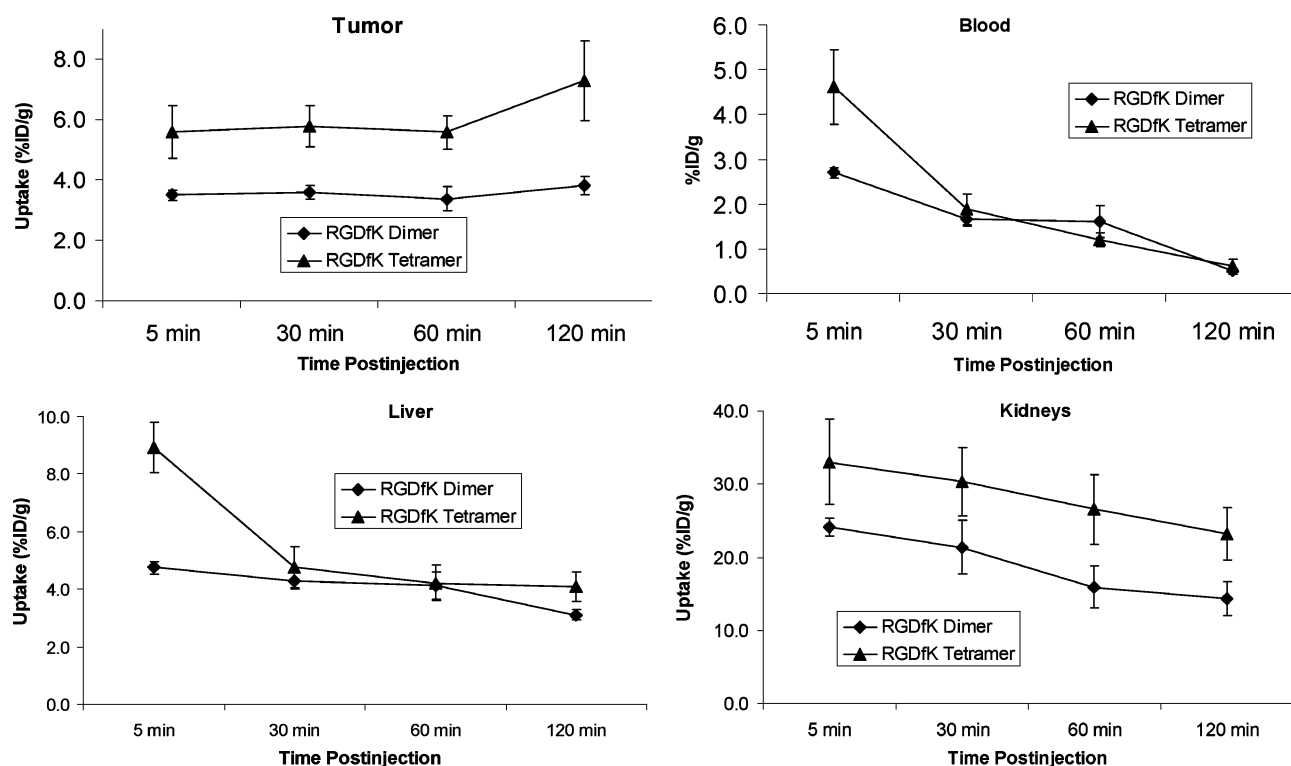 Tumor
Uptake (%ID/g)
8.0
6.0
4.0
2.0
0.0
RGDfK Dimer
RGDfK Tetramer
5 min 30 min 60 min 120 min
Time Postinjection
Blood
%ID/g
6.0
5.0
4.0
3.0
2.0
1.0
0.0
RGDfK Dimer
RGDfK Tetramer
5 min 30 min 60 min 120 min
Time Postinjection
Liver
Uptake (%ID/g)
10.0
8.0
6.0
4.0
2.0
0.0
RGDfK Dimer
RGDfK Tetramer
5 min 30 min 60 min 120 min
Time Postinjection
Kidneys
Uptake (%ID/g)
40.0
30.0
20.0
10.0
0.0
RGDfK Dimer
RGDfK Tetramer
5 min 30 min 60 min 120 min
Time Postinjection